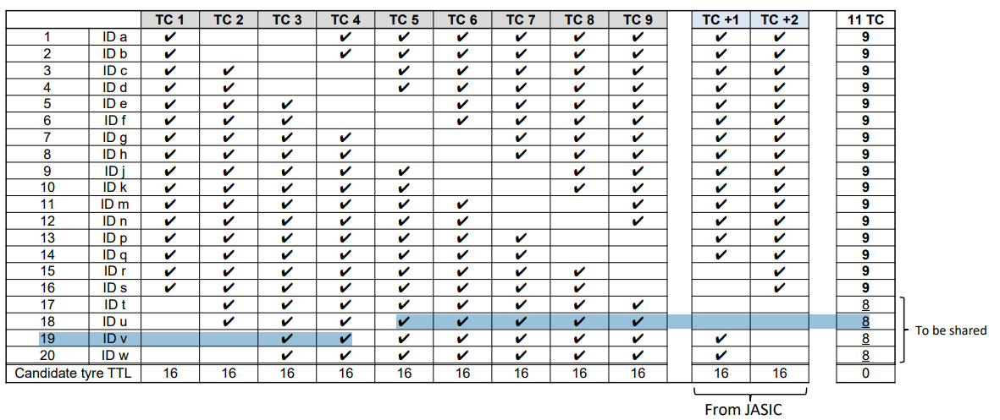 TC 1 TC 2 TC 3 TC 4 TC 5 TC 6 TC 7 TC 8 TC 9 TC +1 TC +2 11 TC
1 ID a ✔ ✔ ✔ ✔ ✔ ✔ ✔ ✔ ✔ 9
2 ID b ✔ ✔ ✔ ✔ ✔ ✔ ✔ ✔ ✔ 9
3 ID c ✔ ✔ ✔ ✔ ✔ ✔ ✔ ✔ ✔ 9
4 ID d ✔ ✔ ✔ ✔ ✔ ✔ ✔ ✔ ✔ 9
5 ID e ✔ ✔ ✔ ✔ ✔ ✔ ✔ ✔ ✔ 9
6 ID f ✔ ✔ ✔ ✔ ✔ ✔ ✔ ✔ ✔ 9
7 ID g ✔ ✔ ✔ ✔ ✔ ✔ ✔ ✔ ✔ 9
8 ID h ✔ ✔ ✔ ✔ ✔ ✔ ✔ ✔ ✔ 9
9 ID j ✔ ✔ ✔ ✔ ✔ ✔ ✔ ✔ ✔ 9
10 ID k ✔ ✔ ✔ ✔ ✔ ✔ ✔ ✔ ✔ 9
11 ID m ✔ ✔ ✔ ✔ ✔ ✔ ✔ ✔ ✔ 9
12 ID n ✔ ✔ ✔ ✔ ✔ ✔ ✔ ✔ ✔ 9
13 ID p ✔ ✔ ✔ ✔ ✔ ✔ ✔ ✔ ✔ 9
14 ID q ✔ ✔ ✔ ✔ ✔ ✔ ✔ ✔ ✔ 9
15 ID r ✔ ✔ ✔ ✔ ✔ ✔ ✔ ✔ ✔ 9
16 ID s ✔ ✔ ✔ ✔ ✔ ✔ ✔ ✔ ✔ 9
17 ID t ✔ ✔ ✔ ✔ ✔ ✔ ✔ ✔ 8
18 ID u ✔ ✔ ✔ ✔ ✔ ✔ ✔ ✔ 8
To be shared
19 ID v ✔ ✔ ✔ ✔ ✔ ✔ ✔ ✔ 8
20 ID w ✔ ✔ ✔ ✔ ✔ ✔ ✔ ✔ 8
Candidate tyre TTL 16 16 16 16 16 16 16 16 16 16 16 0
From JASIC